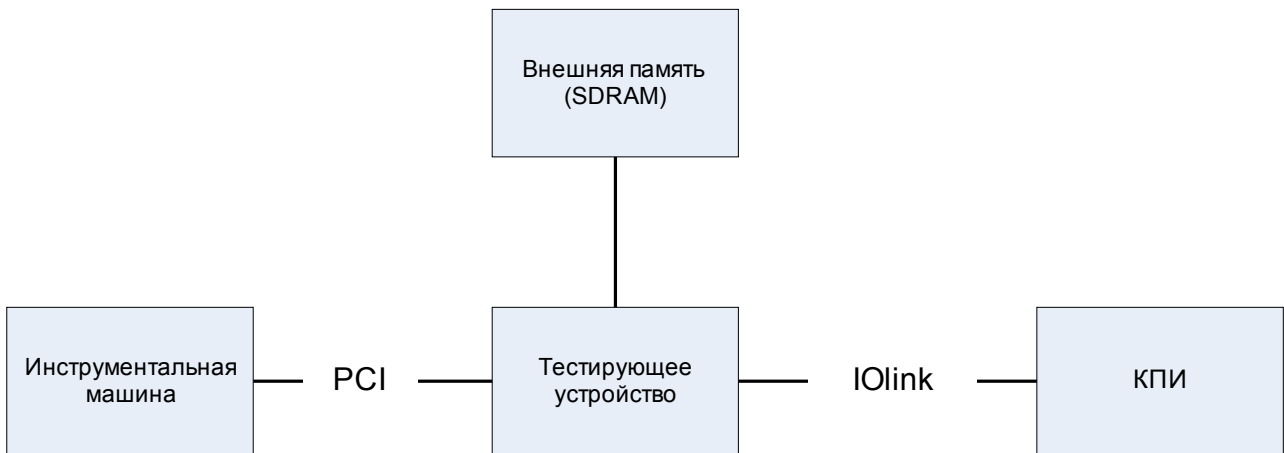 Внешняя память
(SDRAM)
Инструментальная
машина
PCI
Тестирующее
устройство
IOlink
КПИ